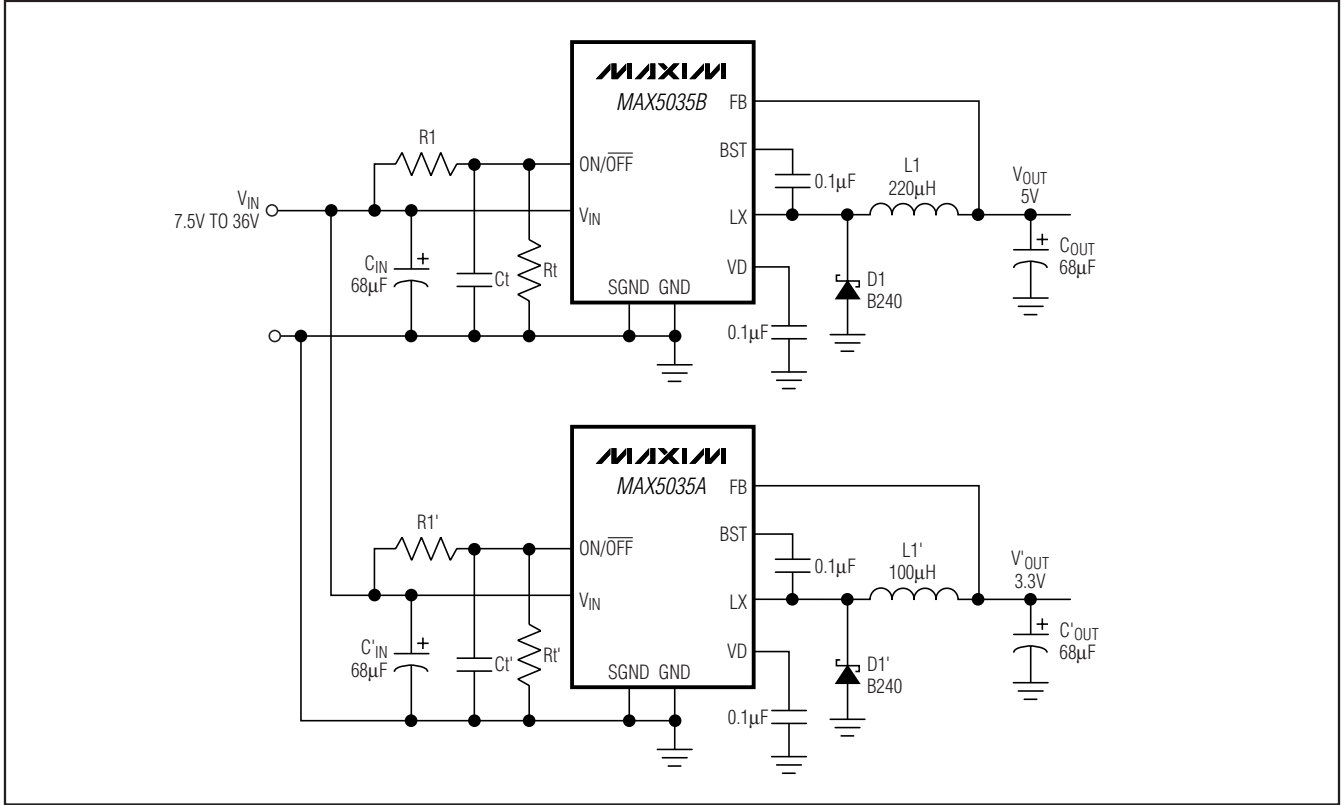 MAXIM
MAX5035B
FB
R1
BST
ON/OFF
0.1µF
L1
220µH
VOUT
5V
VIN
7.5V TO 36V
VIN
LX
CIN
68µF
+
Ct
Rt
VD
D1
B240
+
COUT
68µF
SGND GND
0.1µF
MAXIM
MAX5035A
FB
R1'
BST
ON/OFF
0.1µF
L1'
100µH
V'OUT
3.3V
VIN
LX
C'IN
68µF
+
Ct'
Rt'
VD
D1'
B240
+
C'OUT
68µF
SGND GND
0.1µF